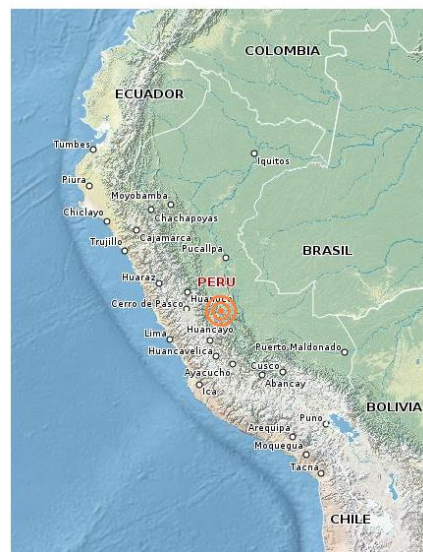 COLOMBIA
ECUADOR
Tumbes
Iquitos
Piura
Moyobamba
Chiclayo
Chachapoyas
Cajamarca
Trujillo
Pucallpa
BRASIL
Huaraz
PERU
Huanuco
Cerro de Pasco
Lima
Huancayo
Huancavelica
Puerto Maldonado
Cusco
Ayacucho
Abancay
Ica
BOLIVIA
Puno
Arequipa
Moquegua
Tacna
CHILE